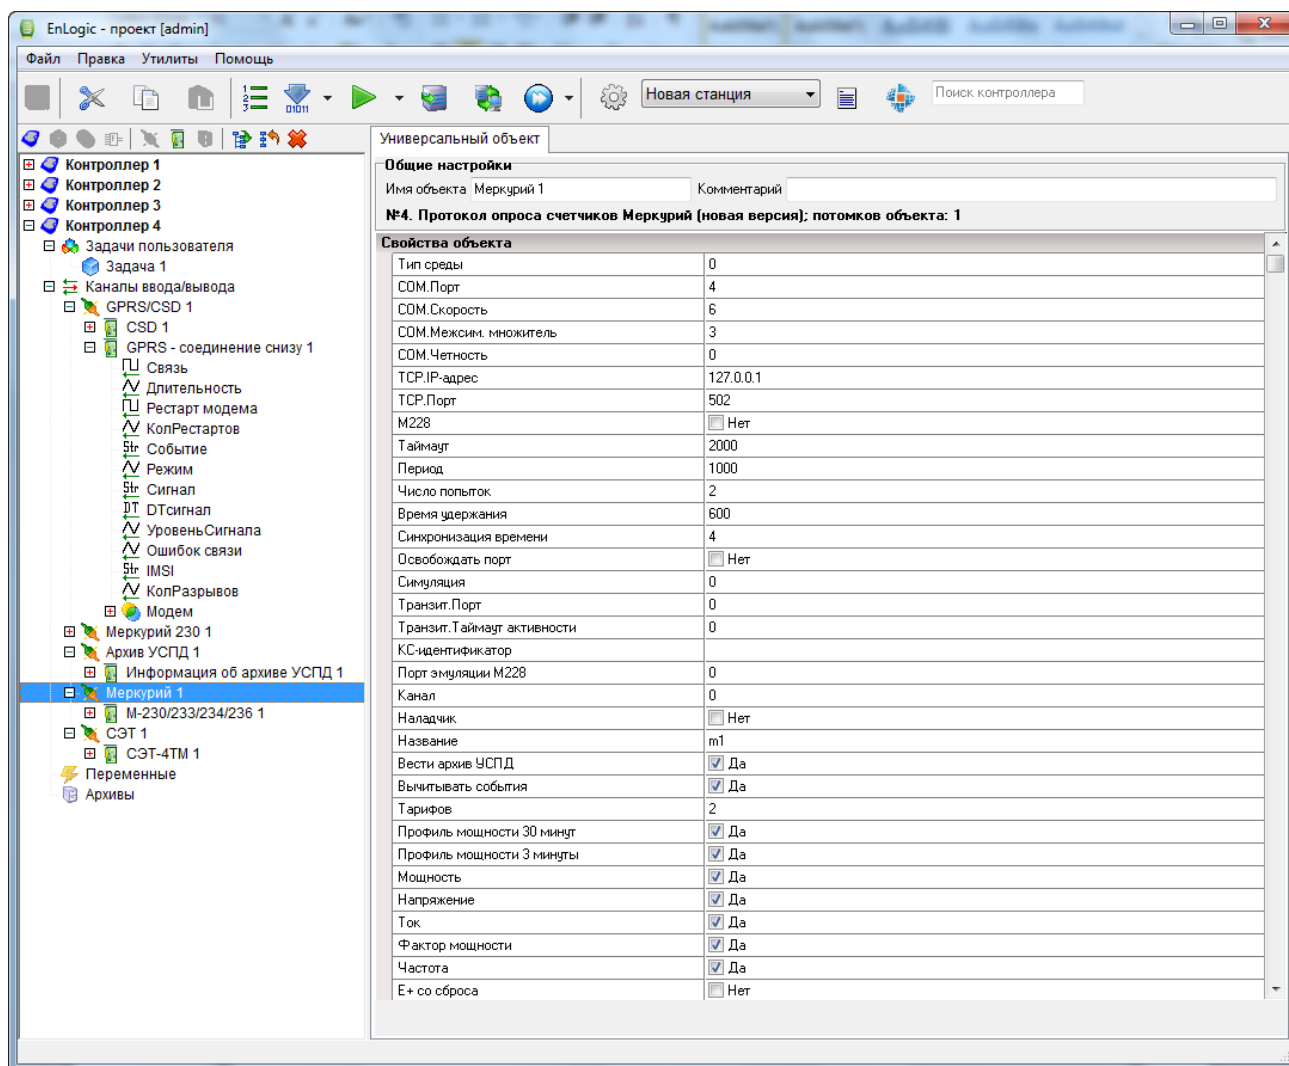 EnLogic - проект [admin]
Файл Правка Утилиты Помощь
Новая станция
Поиск контроллера
Контроллер 1
Контроллер 2
Контроллер 3
Контроллер 4
Задачи пользователя
Задача 1
Каналы ввода/вывода
GPRS/CSD 1
CSD 1
GPRS - соединение снизу 1
Связь
Длительность
Рестарт модема
КолРестартов
Str Событие
Режим
Str Сигнал
DT DTсигнал
УровеньСигнала
Ошибок связи
Str IMSI
КолРазрывов
Модем
Меркурий 230 1
Архив УСПД 1
Информация об архиве УСПД 1
Меркурий 1
М-230/233/234/236 1
СЭТ 1
СЭТ-4ТМ 1
Переменные
Архивы
Универсальный объект
Общие настройки
Имя объекта Меркурий 1 Комментарий
№4. Протокол опроса счетчиков Меркурий (новая версия); потомков объекта: 1
Свойства объекта
Тип среды 0
COM.Порт 4
COM.Скорость 6
COM.Межсим. множитель 3
COM.Четность 0
TCP.IP-адрес 127.0.0.1
TCP.Порт 502
M228 Нет
Таймаут 2000
Период 1000
Число попыток 2
Время удержания 600
Синхронизация времени 4
Освобождать порт Нет
Симуляция 0
Транзит.Порт 0
Транзит.Таймаут активности 0
КС-идентификатор
Порт эмуляции M228 0
Канал 0
Наладчик Нет
Название m1
Вести архив УСПД Да
Вычитывать события Да
Тарифов 2
Профиль мощности 30 минут Да
Профиль мощности 3 минуты Да
Мощность Да
Напряжение Да
Ток Да
Фактор мощности Да
Частота Да
E+ со сброса Нет